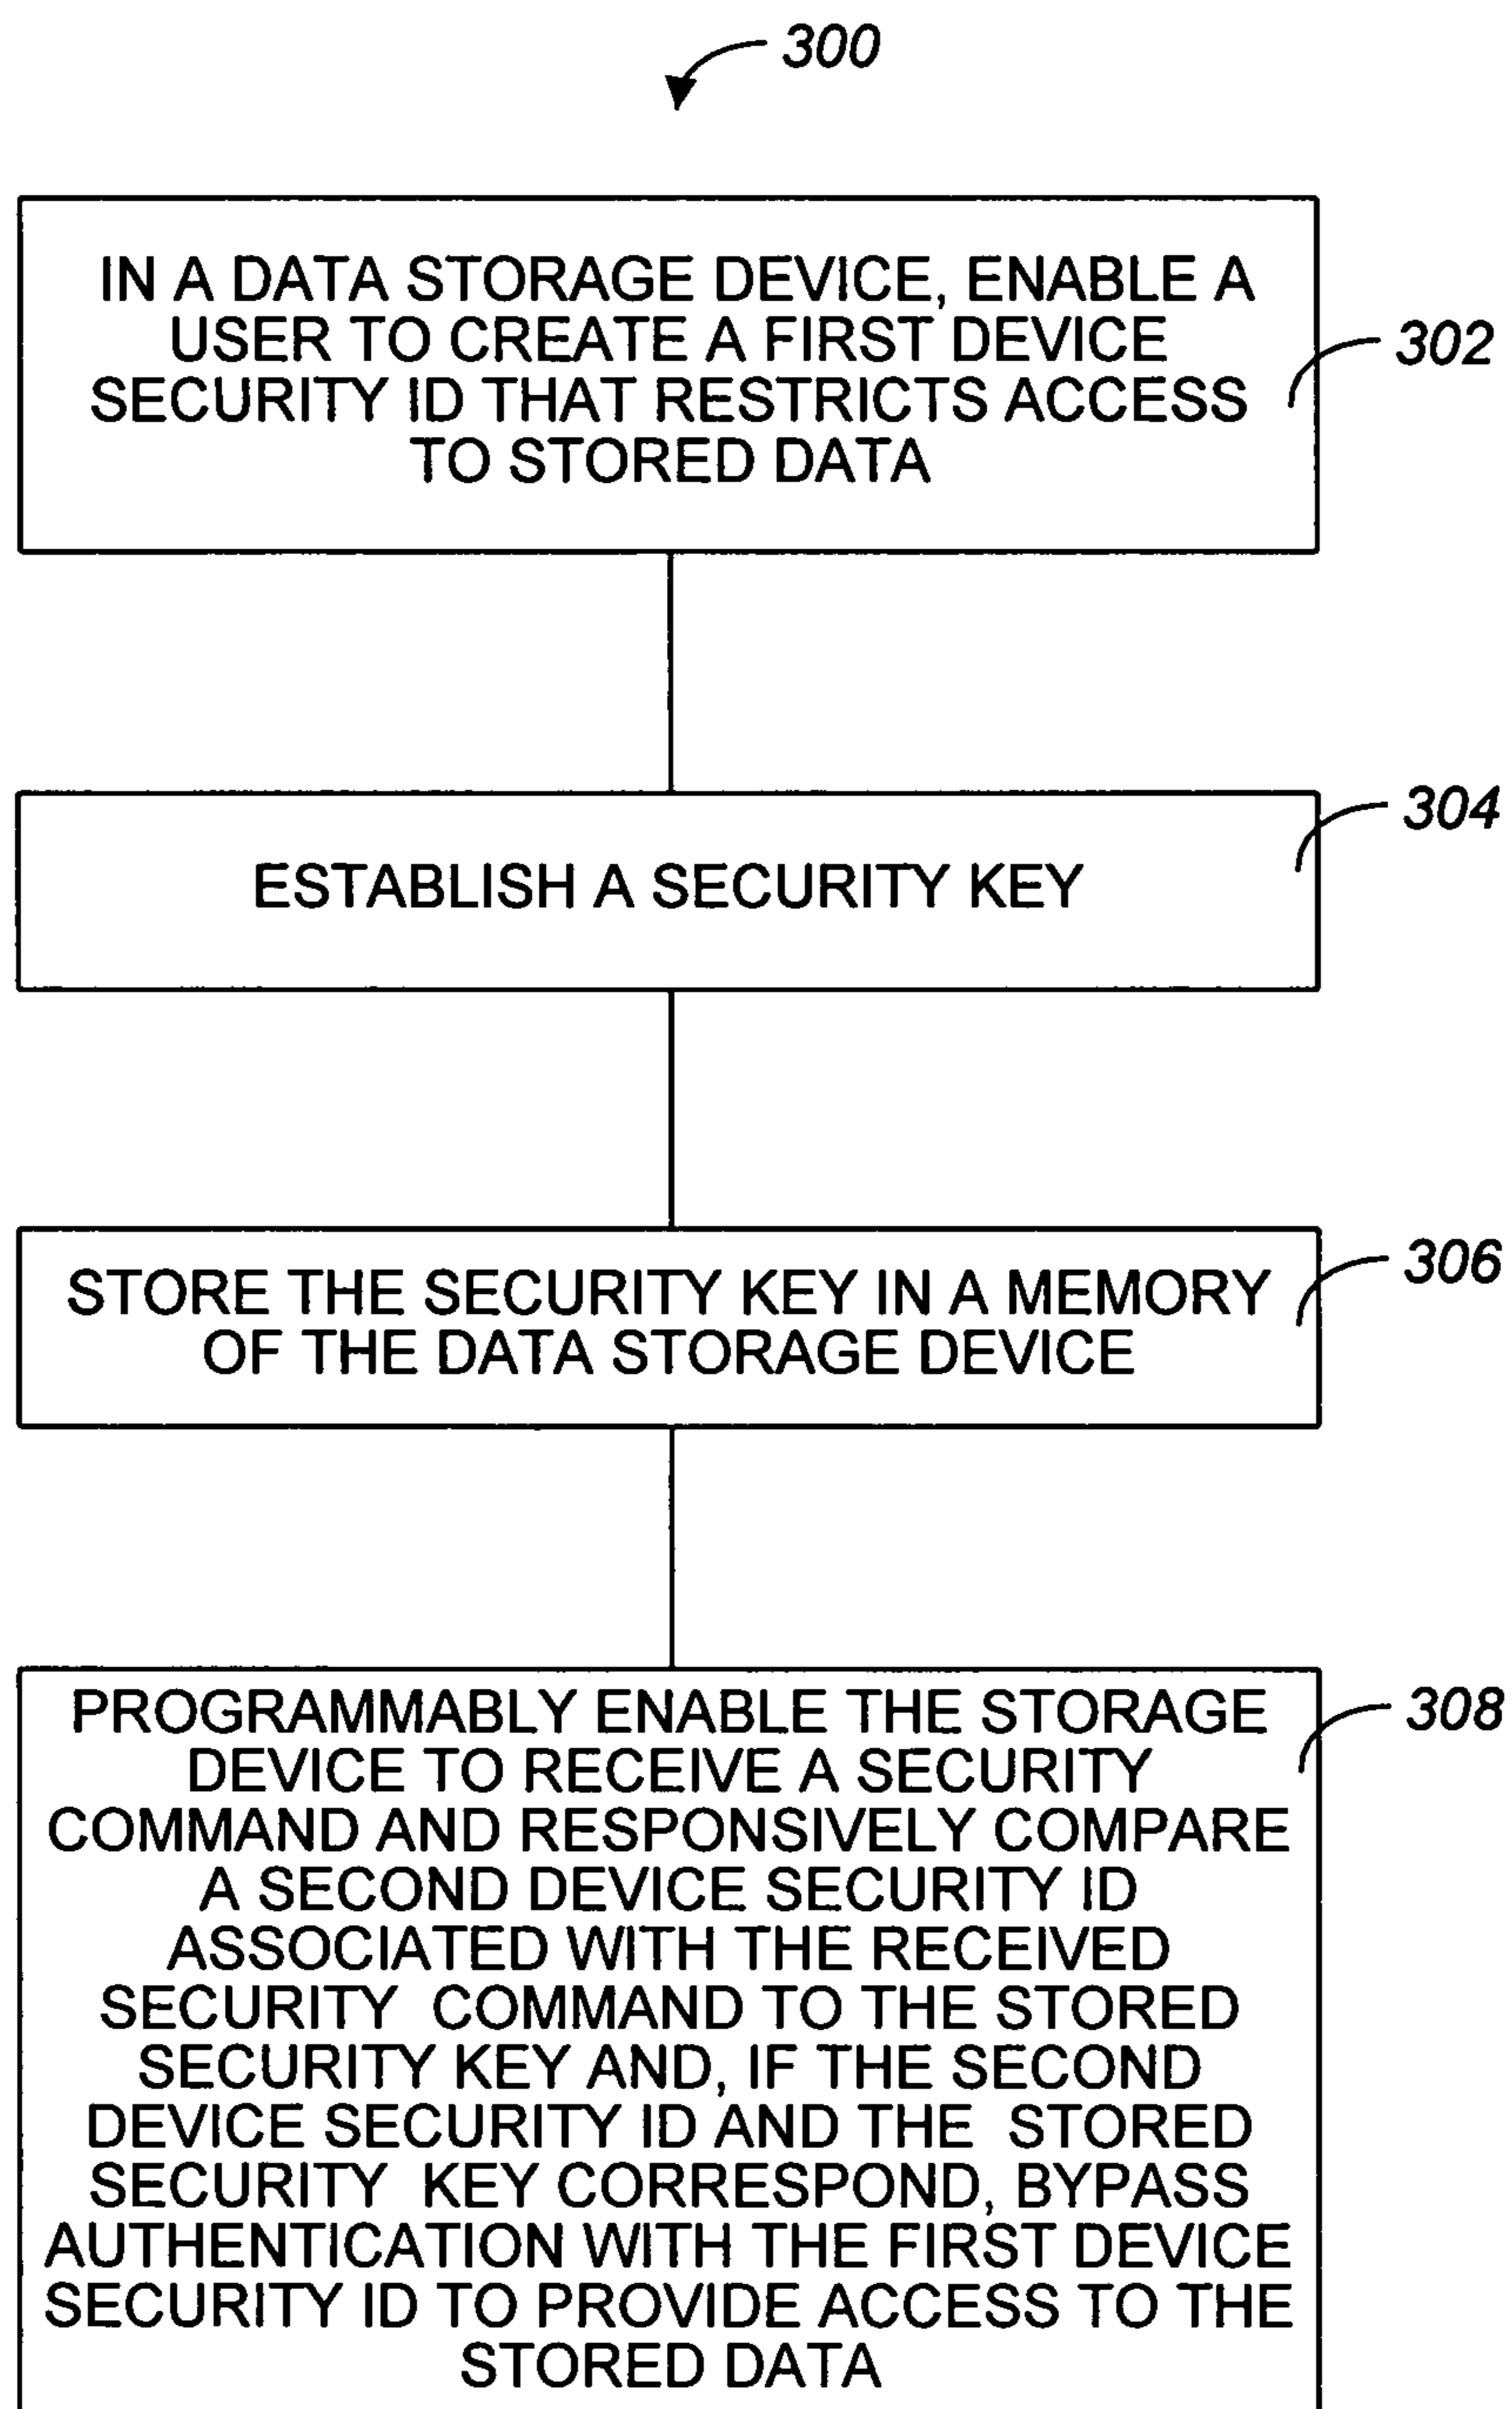 300
IN A DATA STORAGE DEVICE, ENABLE A
USER TO CREATE A FIRST DEVICE
SECURITY ID THAT RESTRICTS ACCESS
TO STORED DATA
302
ESTABLISH A SECURITY KEY
304
STORE THE SECURITY KEY IN A MEMORY
OF THE DATA STORAGE DEVICE
306
PROGRAMMABLY ENABLE THE STORAGE
DEVICE TO RECEIVE A SECURITY
COMMAND AND RESPONSIVELY COMPARE
A SECOND DEVICE SECURITY ID
ASSOCIATED WITH THE RECEIVED
SECURITY COMMAND TO THE STORED
SECURITY KEY AND, IF THE SECOND
DEVICE SECURITY ID AND THE STORED
SECURITY KEY CORRESPOND, BYPASS
AUTHENTICATION WITH THE FIRST DEVICE
SECURITY ID TO PROVIDE ACCESS TO THE
STORED DATA
308